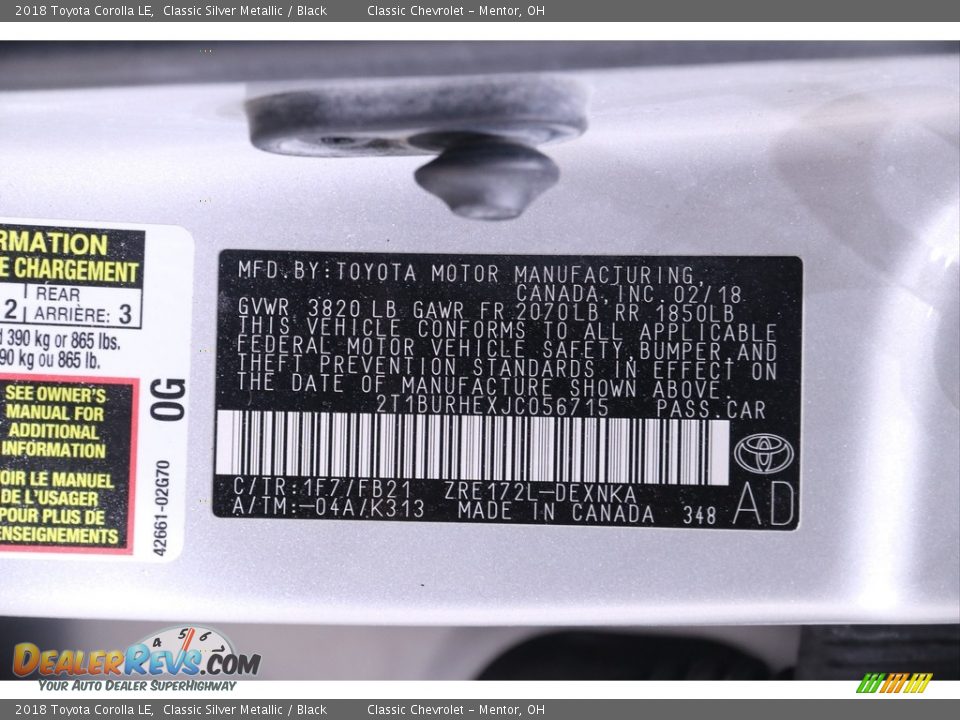 2018 Toyota Corolla LE, Classic Silver Metallic / Black Classic Chevrolet - Mentor, OH
RMATION
E CHARGEMENT
REAR
2 ARRIÈRE: 3
390 kg or 865 lbs.
90 kg ou 865 lb.
SEE OWNER'S
MANUAL FOR
ADDITIONAL
INFORMATION
OIR LE MANUEL
DE L'USAGER
POUR PLUS DE
ENSEIGNEMENTS
0G
42661-02G70
MFD.BY:TOYOTA MOTOR MANUFACTURING,
CANADA,INC. 02/18
GVWR 3820 LB GAWR FR 2070LB RR 1850LB
THIS VEHICLE CONFORMS TO ALL APPLICABLE
FEDERAL MOTOR VEHICLE SAFETY,BUMPER,AND
THEFT PREVENTION STANDARDS IN EFFECT ON
THE DATE OF MANUFACTURE SHOWN ABOVE.
2T1BURHEXJC056715 PASS.CAR
C/TR:1F7/FB21 ZRE172L-DEXNKA
A/TM:-04A/K313 MADE IN CANADA 348
AD
4 5 6
DEALERREVS.COM
YOUR AUTO DEALER SUPERHIGHWAY
2018 Toyota Corolla LE, Classic Silver Metallic / Black Classic Chevrolet - Mentor, OH